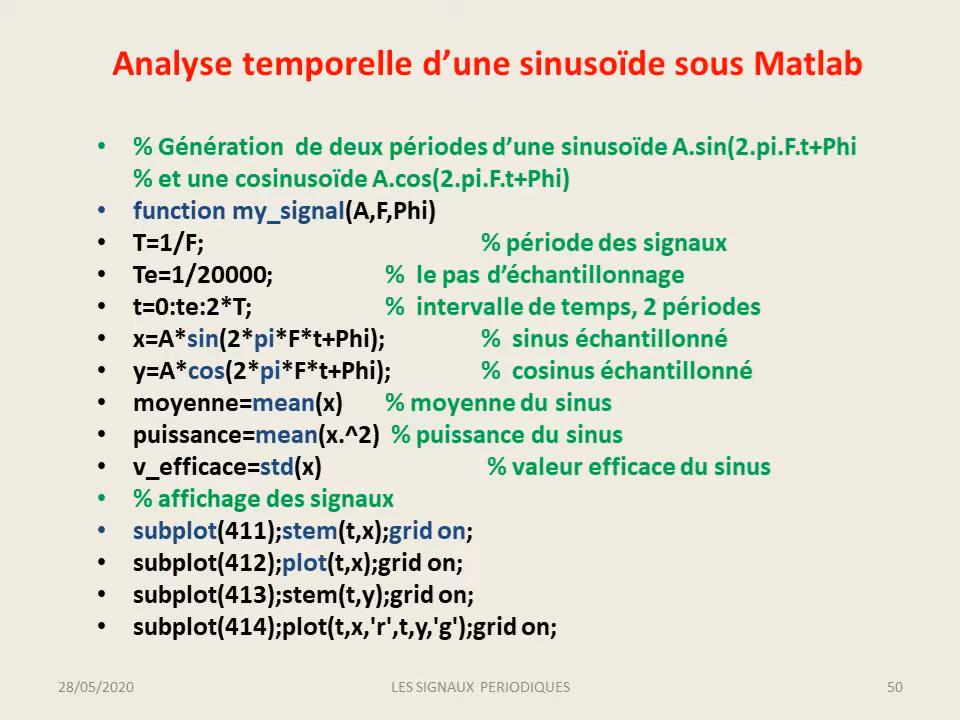 Analyse temporelle d’une sinusoïde sous Matlab
• % Génération de deux périodes d’une sinusoïde A.sin(2.pi.F.t+Phi
% et une cosinusoïde A.cos(2.pi.F.t+Phi)
• function my_signal(A,F,Phi)
• T=1/F; % période des signaux
• Te=1/20000; % le pas d’échantillonnage
• t=0:te:2*T; % intervalle de temps, 2 périodes
• x=A*sin(2*pi*F*t+Phi); % sinus échantillonné
• y=A*cos(2*pi*F*t+Phi); % cosinus échantillonné
• moyenne=mean(x) % moyenne du sinus
• puissance=mean(x.^2) % puissance du sinus
• v_efficace=std(x) % valeur efficace du sinus
• % affichage des signaux
• subplot(411);stem(t,x);grid on;
• subplot(412);plot(t,x);grid on;
• subplot(413);stem(t,y);grid on;
• subplot(414);plot(t,x,'r',t,y,'g');grid on;
28/05/2020 LES SIGNAUX PERIODIQUES 50